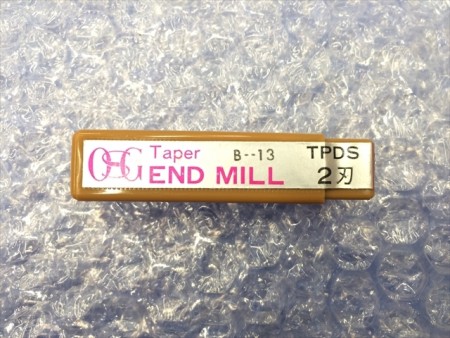 OSG Taper B--13 TPDS
END MILL 2刃